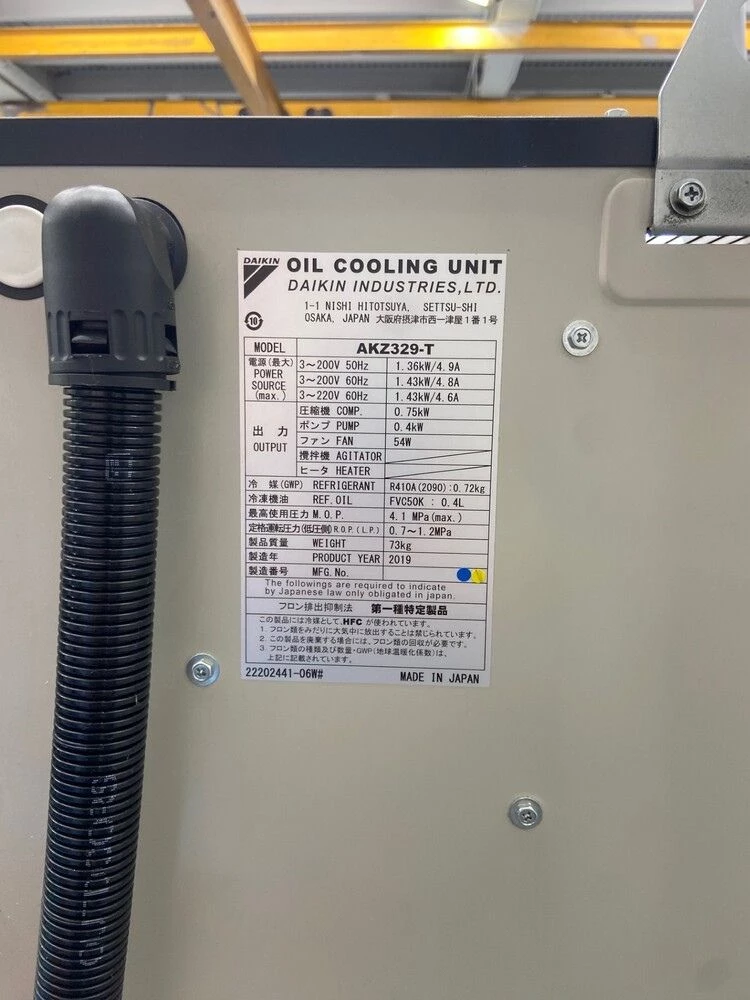 DAIKIN
OIL COOLING UNIT
DAIKIN INDUSTRIES,LTD.
1-1 NISHI HITOTSUYA, SETTSU-SHI
OSAKA, JAPAN 大阪府摂津市西一津屋1番1号
10
MODEL AKZ329-T
電源(最大) POWER SOURCE (max.)
3〜200V 50Hz 1.36kW/4.9A
3〜200V 60Hz 1.43kW/4.8A
3〜220V 60Hz 1.43kW/4.6A
出力 OUTPUT
圧縮機 COMP. 0.75kW
ポンプ PUMP 0.4kW
ファン FAN 54W
攪拌機 AGITATOR
ヒータ HEATER
冷 媒(GWP) REFRIGERANT R410A(2090):0.72kg
冷凍機油 REF.OIL FVC50K : 0.4L
最高使用圧力 M.O.P. 4.1 MPa(max.)
定格運転圧力(低圧側)R.O.P.(L.P.) 0.7〜1.2MPa
製品質量 WEIGHT 73kg
製造年 PRODUCT YEAR 2019
製造番号 MFG.No.
The followings are required to indicate
by Japanese law only obligated in japan.
フロン排出抑制法 第一種特定製品
この製品には冷媒として、HFC が使われています。
1. フロン類をみだりに大気中に放出することは禁じられています。
2. この製品を廃棄する場合には、フロン類の回収が必要です。
3. フロン類の種類及び数量・GWP(地球温暖化係数)は、
上記に記載されています。
22202441-06W# MADE IN JAPAN